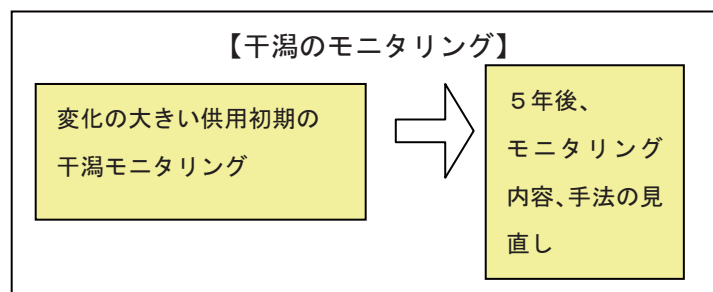 【干潟のモニタリング】
変化の大きい供用初期の
干潟モニタリング
５年後、
モニタリング
内容、手法の見
直し